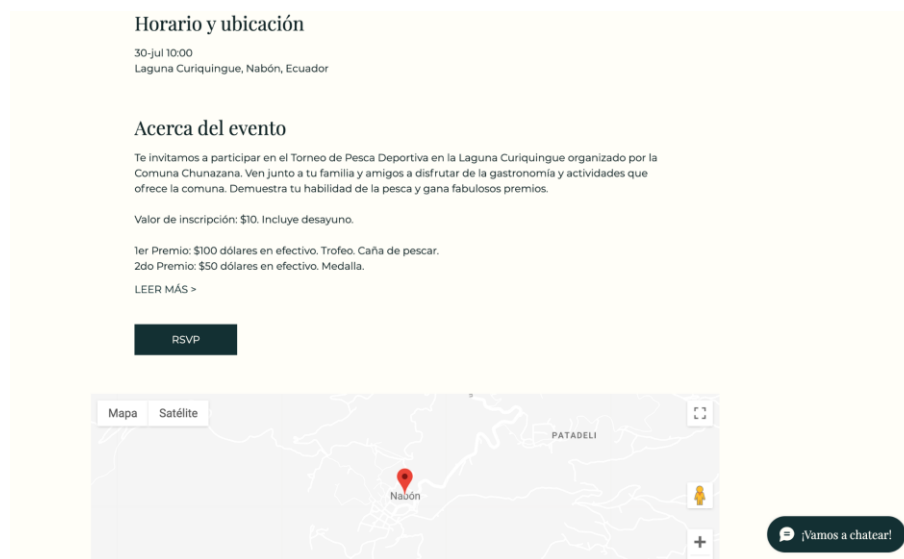 Horario y ubicación
30-jul 10:00
Laguna Curiquingue, Nabón, Ecuador
Acerca del evento
Te invitamos a participar en el Torneo de Pesca Deportiva en la Laguna Curiquingue organizado por la
Comuna Chunazana. Ven junto a tu familia y amigos a disfrutar de la gastronomía y actividades que
ofrece la comuna. Demuestra tu habilidad de la pesca y gana fabulosos premios.
Valor de inscripción: $10. Incluye desayuno.
1er Premio: $100 dólares en efectivo. Trofeo. Caña de pescar.
2do Premio: $50 dólares en efectivo. Medalla.
LEER MÁS >
RSVP
Mapa Satélite
PATADELI
Nabón
¡Vamos a chatear!